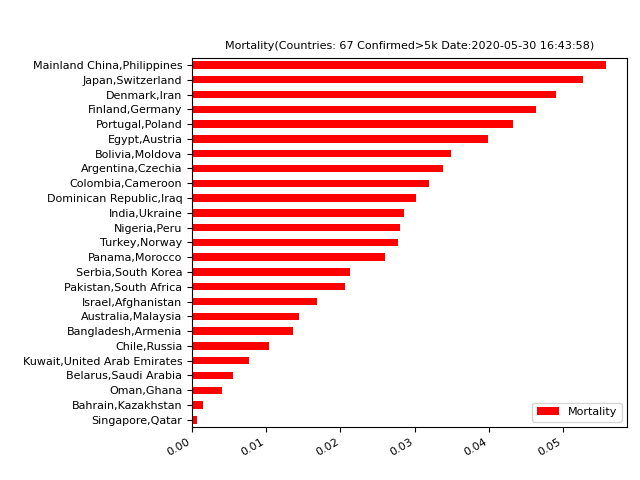 Mortality(Countries: 67 Confirmed>5k Date:2020-05-30 16:43:58)
Mainland China,Philippines
Japan,Switzerland
Denmark,Iran
Finland,Germany
Portugal,Poland
Egypt,Austria
Bolivia,Moldova
Argentina,Czechia
Colombia,Cameroon
Dominican Republic,Iraq
India,Ukraine
Nigeria,Peru
Turkey,Norway
Panama,Morocco
Serbia,South Korea
Pakistan,South Africa
Israel,Afghanistan
Australia,Malaysia
Bangladesh,Armenia
Chile,Russia
Kuwait,United Arab Emirates
Belarus,Saudi Arabia
Oman,Ghana
Bahrain,Kazakhstan
Singapore,Qatar
Mortality
0.00 0.01 0.02 0.03 0.04 0.05